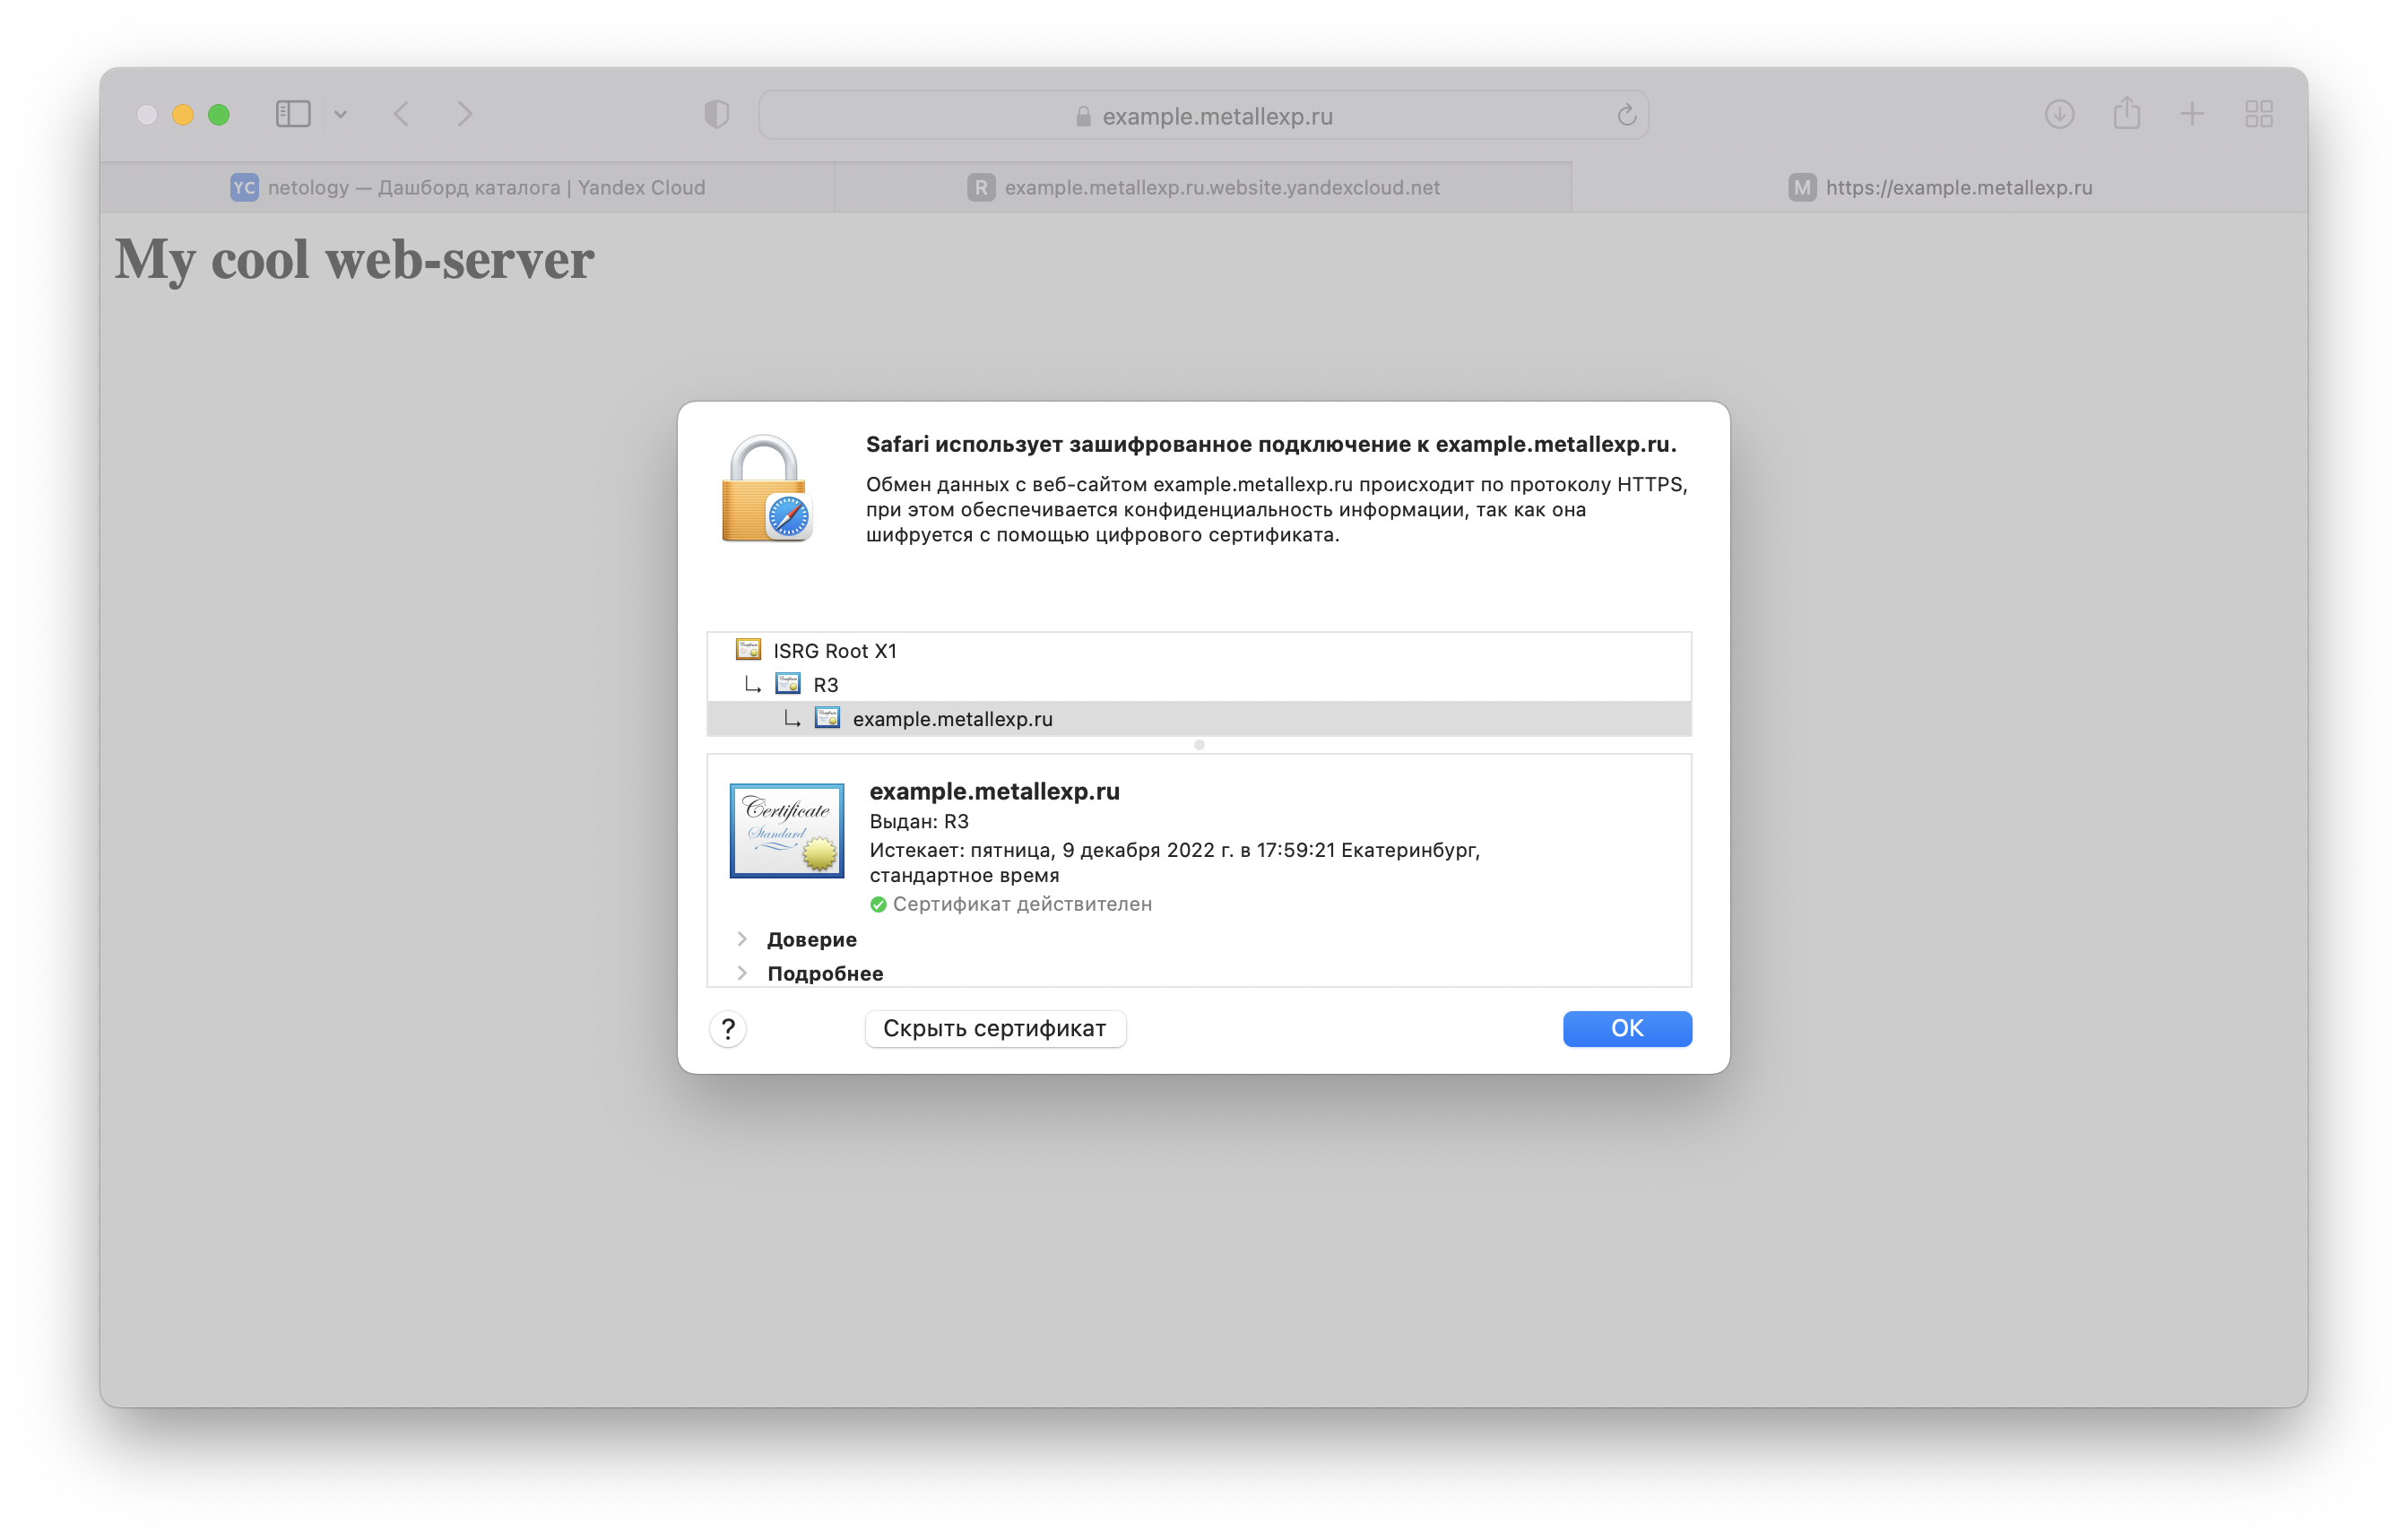 example.metallexp.ru
YC netology — Дашборд каталога | Yandex Cloud
R example.metallexp.ru.website.yandexcloud.net
M https://example.metallexp.ru
My cool web-server
Safari использует зашифрованное подключение к example.metallexp.ru.
Обмен данных с веб-сайтом example.metallexp.ru происходит по протоколу HTTPS,
при этом обеспечивается конфиденциальность информации, так как она
шифруется с помощью цифрового сертификата.
ISRG Root X1
R3
example.metallexp.ru
Certificate
Standard
example.metallexp.ru
Выдан: R3
Истекает: пятница, 9 декабря 2022 г. в 17:59:21 Екатеринбург,
стандартное время
Сертификат действителен
Доверие
Подробнее
?
Скрыть сертификат
OK